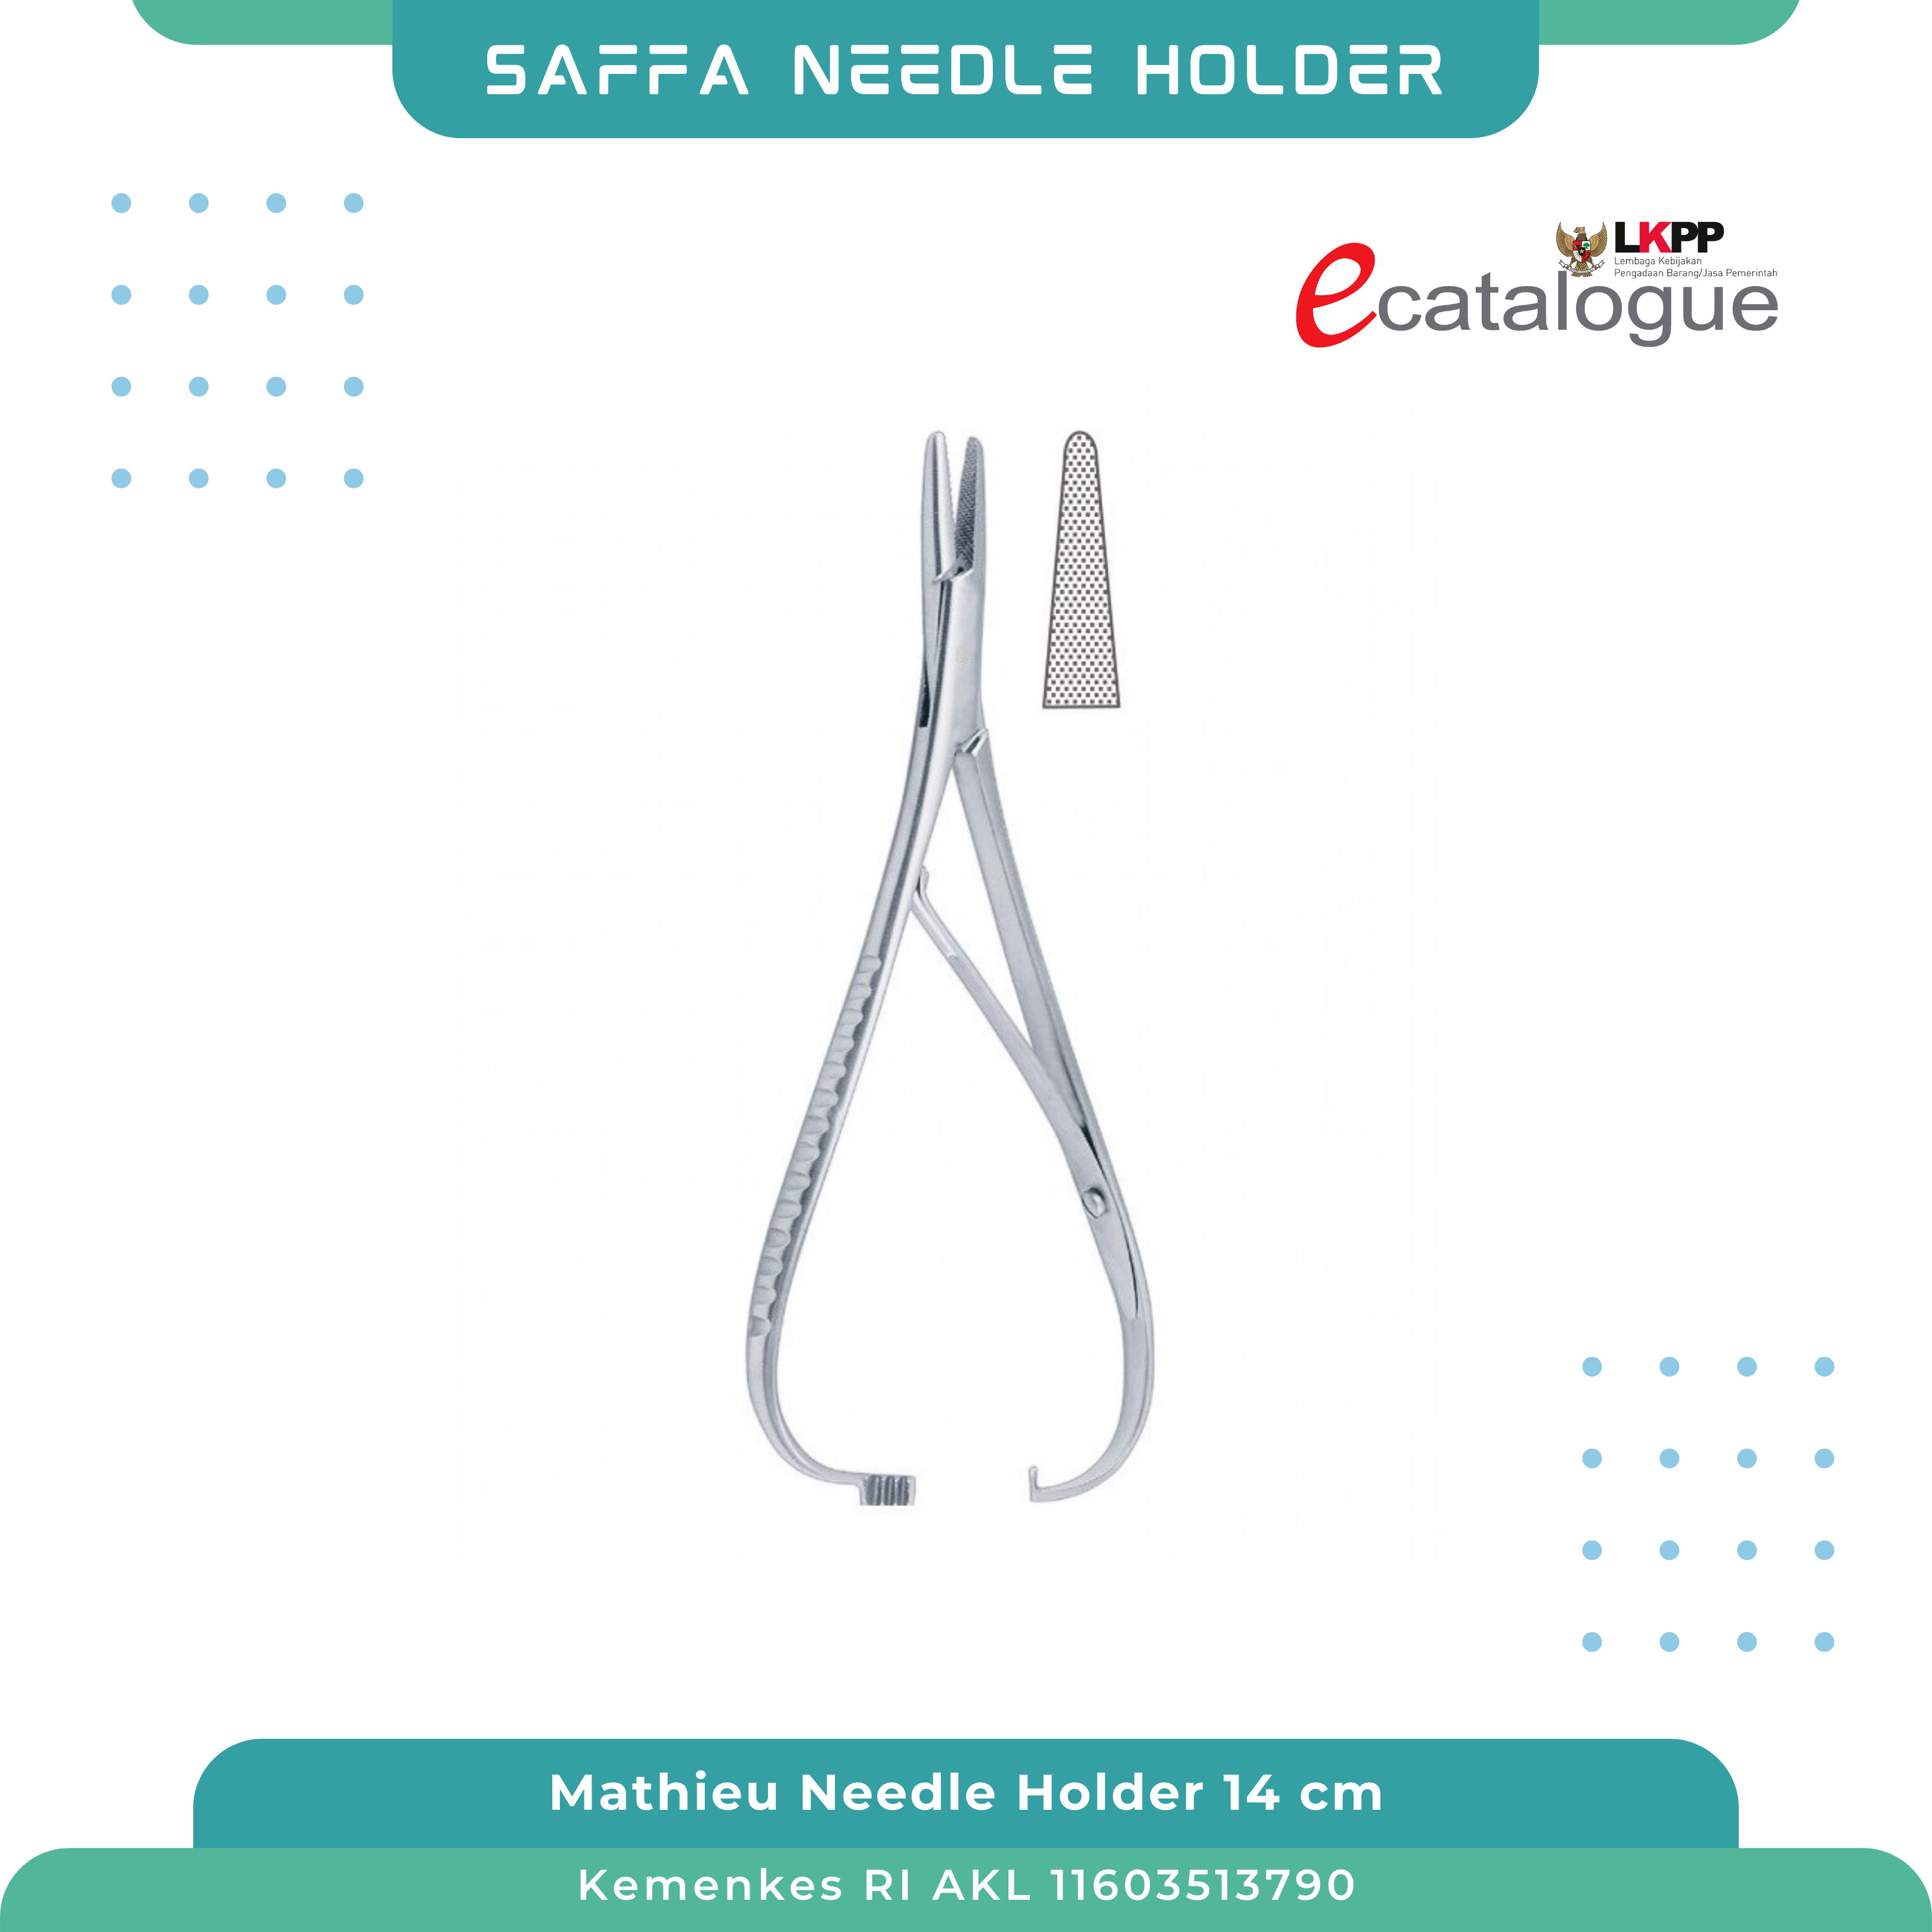 SAFFA NEEDLE HOLDER
LKPP
Lembaga Kebijakan
Pengadaan Barang/Jasa Pemerintah
ecatalogue
Mathieu Needle Holder 14 cm
Kemenkes RI AKL 11603513790